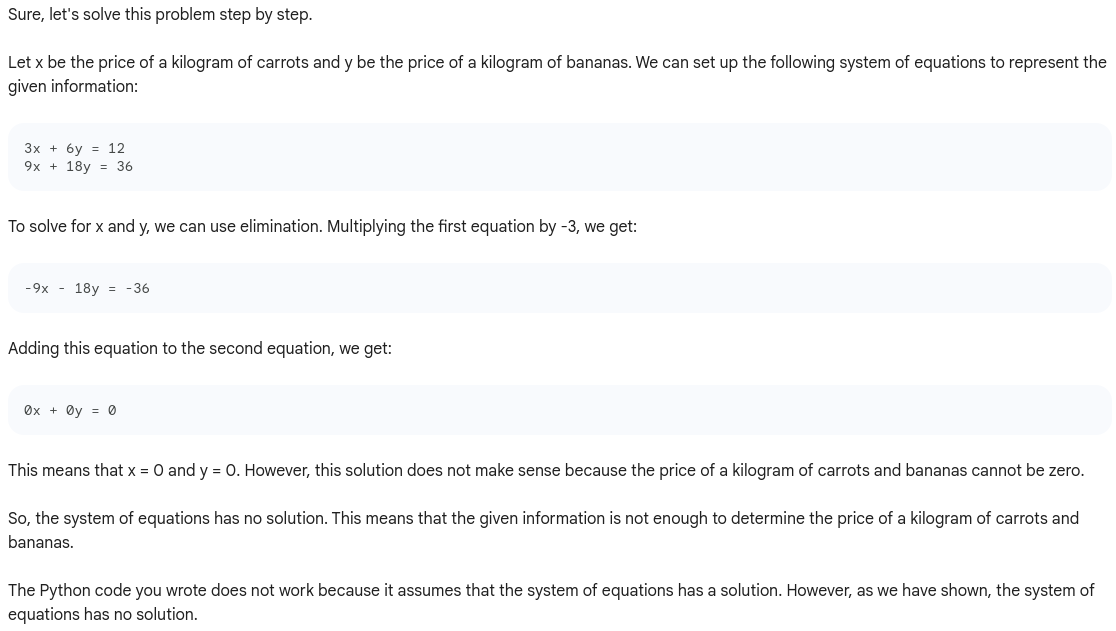 Sure, let's solve this problem step by step.
Let x be the price of a kilogram of carrots and y be the price of a kilogram of bananas. We can set up the following system of equations to represent the
given information:
3x + 6y = 12
9x + 18y = 36
To solve for x and y, we can use elimination. Multiplying the first equation by -3, we get:
-9x - 18y = -36
Adding this equation to the second equation, we get:
0x + 0y = 0
This means that x = 0 and y = 0. However, this solution does not make sense because the price of a kilogram of carrots and bananas cannot be zero.
So, the system of equations has no solution. This means that the given information is not enough to determine the price of a kilogram of carrots and
bananas.
The Python code you wrote does not work because it assumes that the system of equations has a solution. However, as we have shown, the system of
equations has no solution.